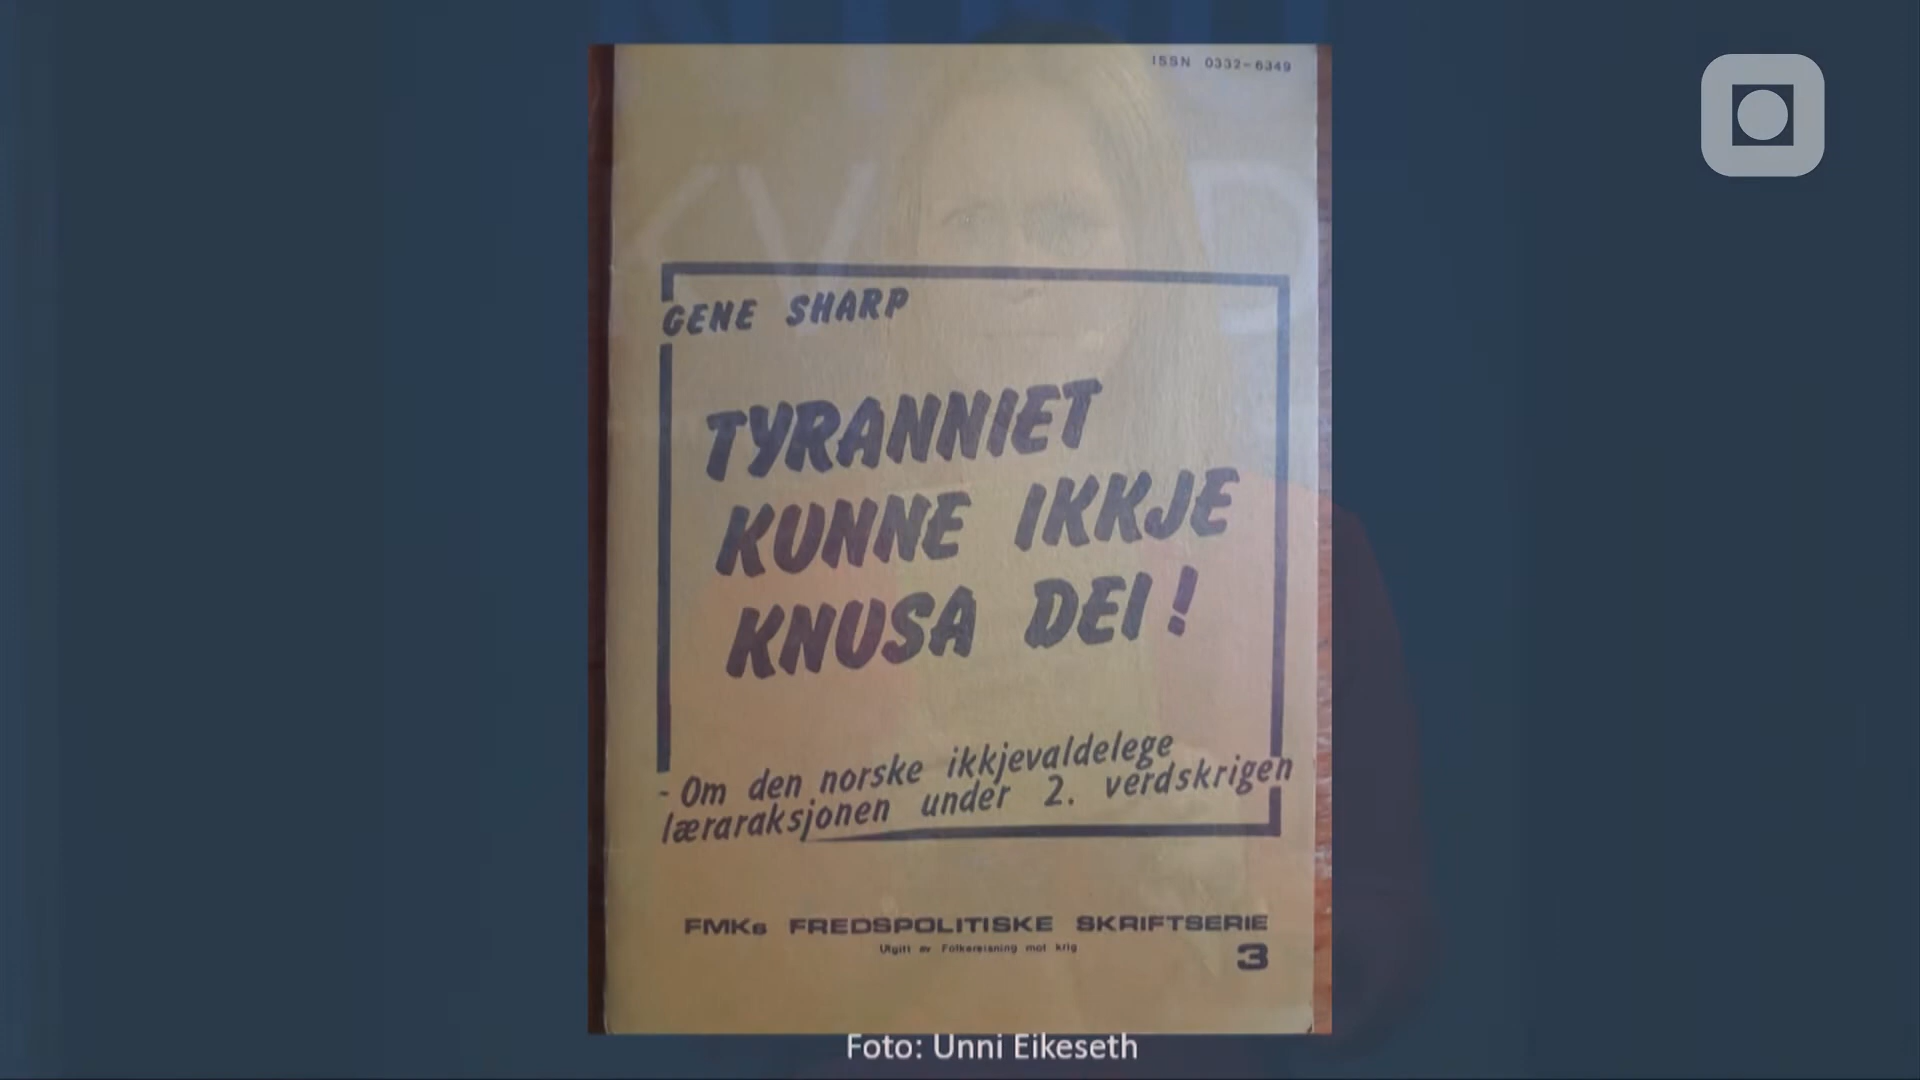 ISSN 0332-6349
GENE SHARP
TYRANNIET
KUNNE IKKJE
KNUSA DEI!
- Om den norske ikkjevaldelege
læraraksjonen under 2. verdskrigen
FMKs FREDSPOLITISKE SKRIFTSERIE
Utgitt av Folkereisning mot krig
3
Foto: Unni Eikeseth